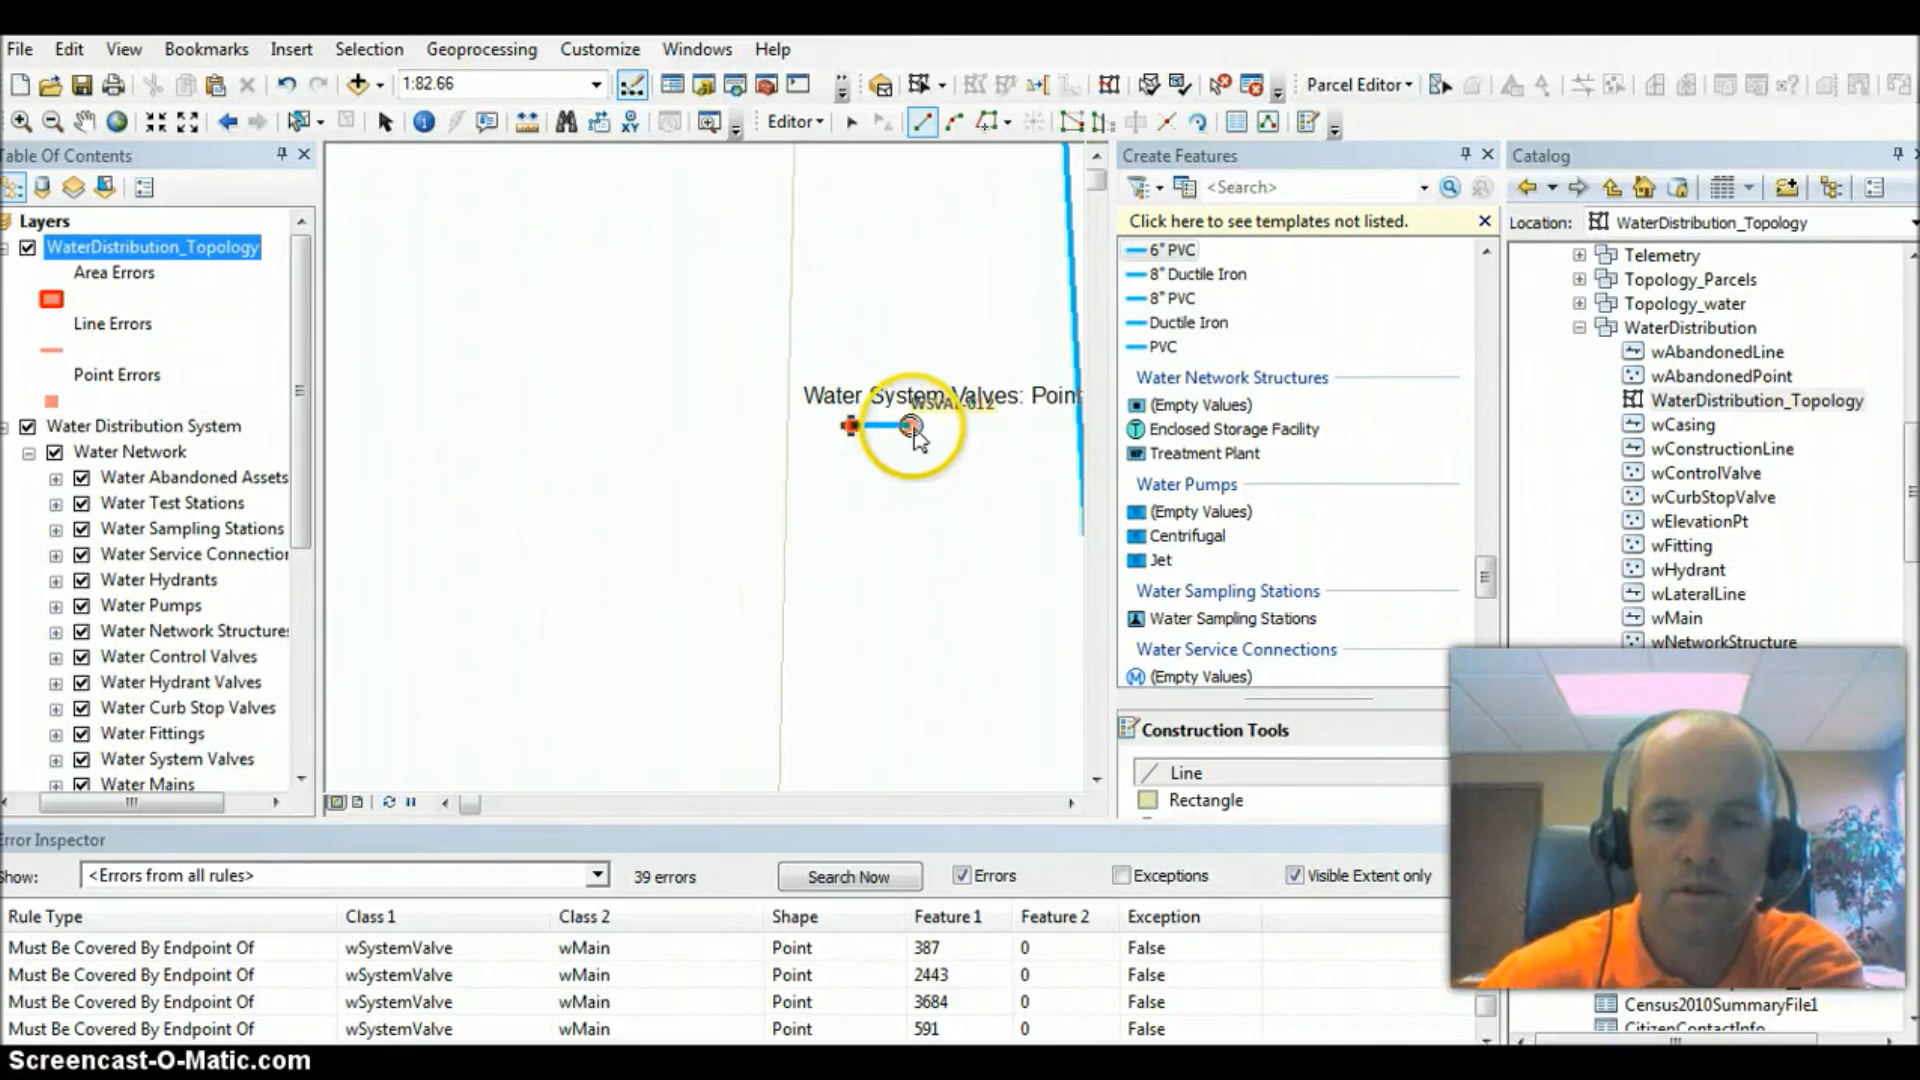 File Edit View Bookmarks Insert Selection Geoprocessing Customize Windows Help
1:82.66
Parcel Editor
Editor
Table Of Contents
Layers
WaterDistribution_Topology
Area Errors
Line Errors
Point Errors
Water Distribution System
Water Network
Water Abandoned Assets
Water Test Stations
Water Sampling Stations
Water Service Connection
Water Hydrants
Water Pumps
Water Network Structures
Water Control Valves
Water Hydrant Valves
Water Curb Stop Valves
Water Fittings
Water System Valves
Water Mains
Water System Valves: Point
Create Features
<Search>
Click here to see templates not listed.
6" PVC
8" Ductile Iron
8" PVC
Ductile Iron
PVC
Water Network Structures
(Empty Values)
Enclosed Storage Facility
Treatment Plant
Water Pumps
(Empty Values)
Centrifugal
Jet
Water Sampling Stations
Water Sampling Stations
Water Service Connections
(Empty Values)
Construction Tools
Line
Rectangle
Catalog
Location: WaterDistribution_Topology
Telemetry
Topology_Parcels
Topology_water
WaterDistribution
wAbandonedLine
wAbandonedPoint
WaterDistribution_Topology
wCasing
wConstructionLine
wControlValve
wCurbStopValve
wElevationPt
wFitting
wHydrant
wLateralLine
wMain
wNetworkStructure
Census2010SummaryFile1
CitizenContactInfo
Error Inspector
Show: <Errors from all rules> 39 errors Search Now Errors Exceptions Visible Extent only
Rule Type Class 1 Class 2 Shape Feature 1 Feature 2 Exception
Must Be Covered By Endpoint Of wSystemValve wMain Point 387 0 False
Must Be Covered By Endpoint Of wSystemValve wMain Point 2443 0 False
Must Be Covered By Endpoint Of wSystemValve wMain Point 3684 0 False
Must Be Covered By Endpoint Of wSystemValve wMain Point 591 0 False
Screencast-O-Matic.com